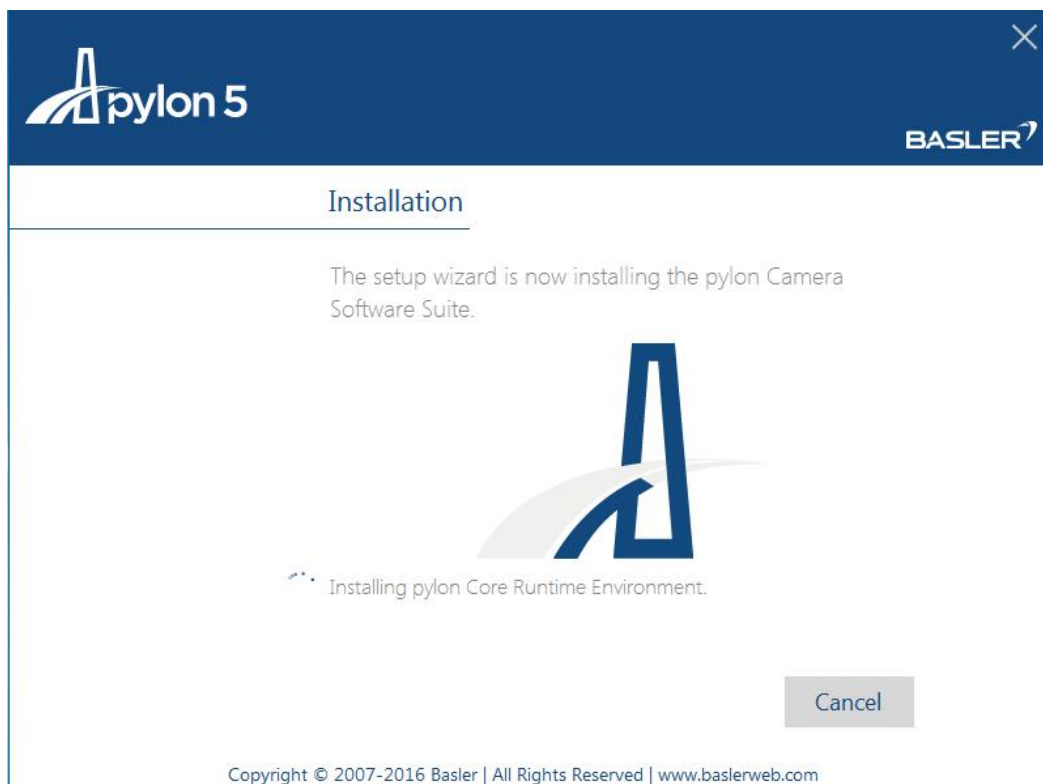 pylon 5
BASLER
Installation
The setup wizard is now installing the pylon Camera
Software Suite.
Installing pylon Core Runtime Environment.
Cancel
Copyright © 2007-2016 Basler | All Rights Reserved | www.baslerweb.com